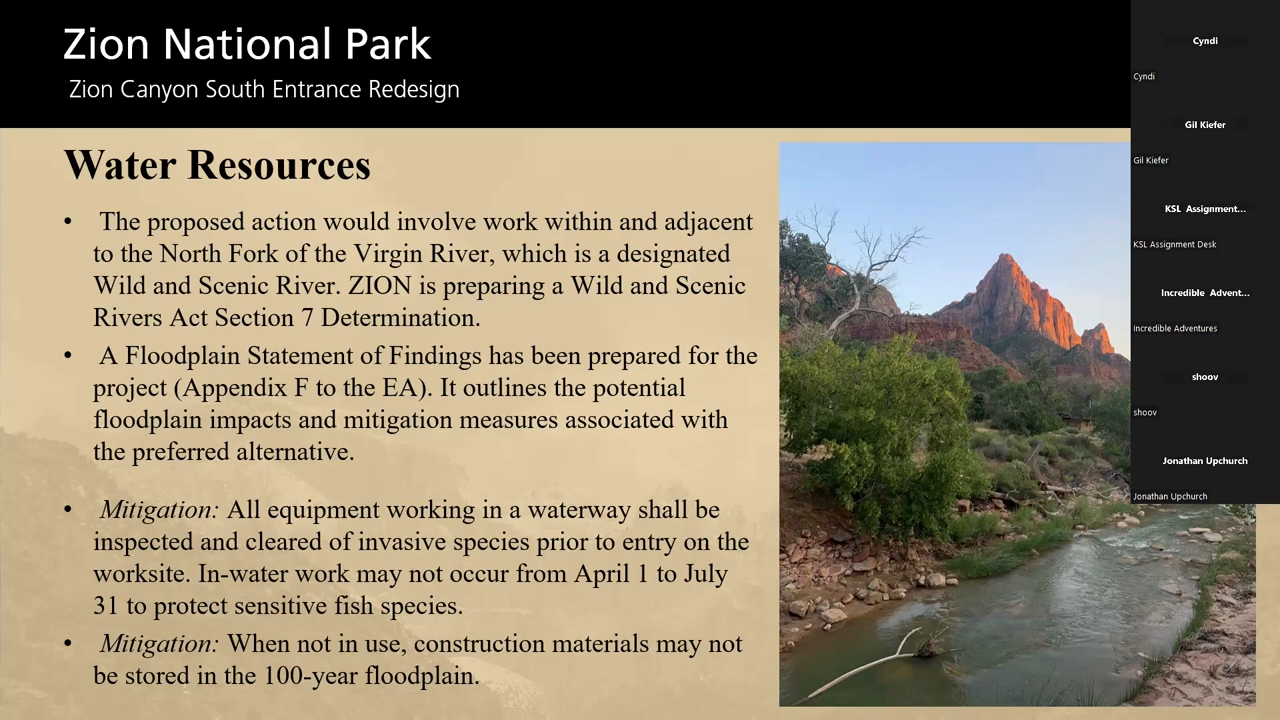 Zion National Park
Zion Canyon South Entrance Redesign
Water Resources
• The proposed action would involve work within and adjacent
to the North Fork of the Virgin River, which is a designated
Wild and Scenic River. ZION is preparing a Wild and Scenic
Rivers Act Section 7 Determination.
• A Floodplain Statement of Findings has been prepared for the
project (Appendix F to the EA). It outlines the potential
floodplain impacts and mitigation measures associated with
the preferred alternative.
• Mitigation: All equipment working in a waterway shall be
inspected and cleared of invasive species prior to entry on the
worksite. In-water work may not occur from April 1 to July
31 to protect sensitive fish species.
• Mitigation: When not in use, construction materials may not
be stored in the 100-year floodplain.
Cyndi
Cyndi
Gil Kiefer
Gil Kiefer
KSL Assignment...
KSL Assignment Desk
Incredible Advent...
Incredible Adventures
shoov
shoov
Jonathan Upchurch
Jonathan Upchurch